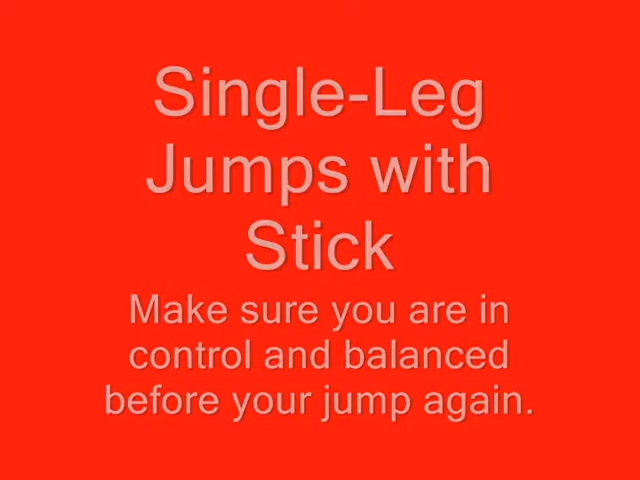 Single-Leg
Jumps with
Stick
Make sure you are in
control and balanced
before your jump again.